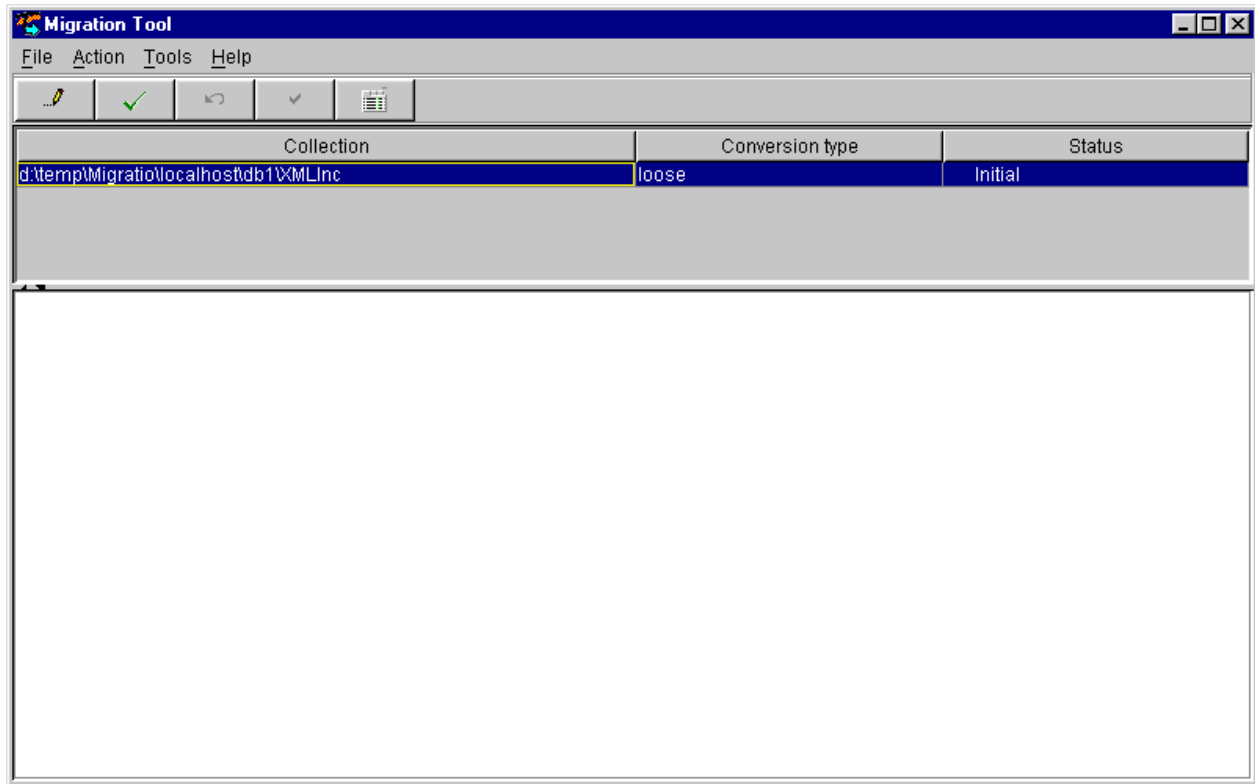 Migration Tool
File Action Tools Help
Collection Conversion type Status
d:\temp\Migratio\localhost\db1\XMLInc loose Initial